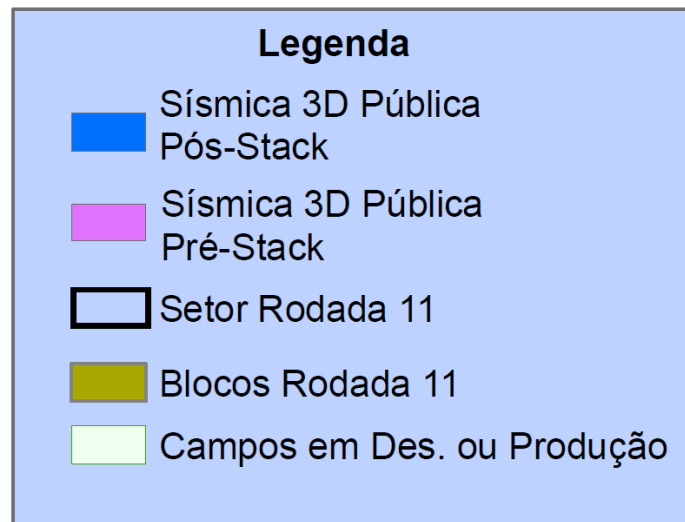 Legenda
Sísmica 3D Pública
Pós-Stack
Sísmica 3D Pública
Pré-Stack
Setor Rodada 11
Blocos Rodada 11
Campos em Des. ou Produção